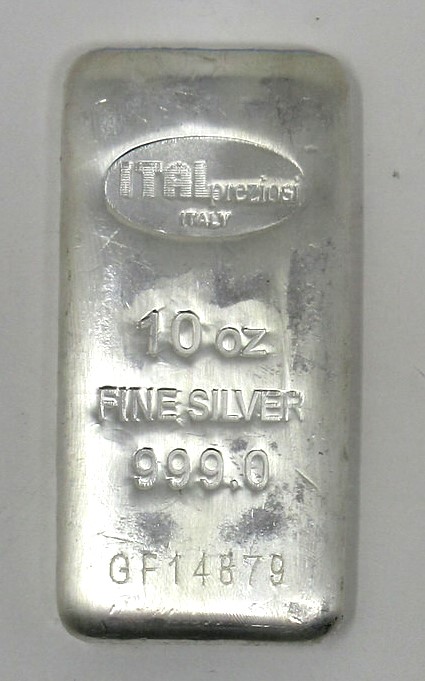 ITALpreziosi
ITALY
10 oz
FINE SILVER
999.0
GF14879